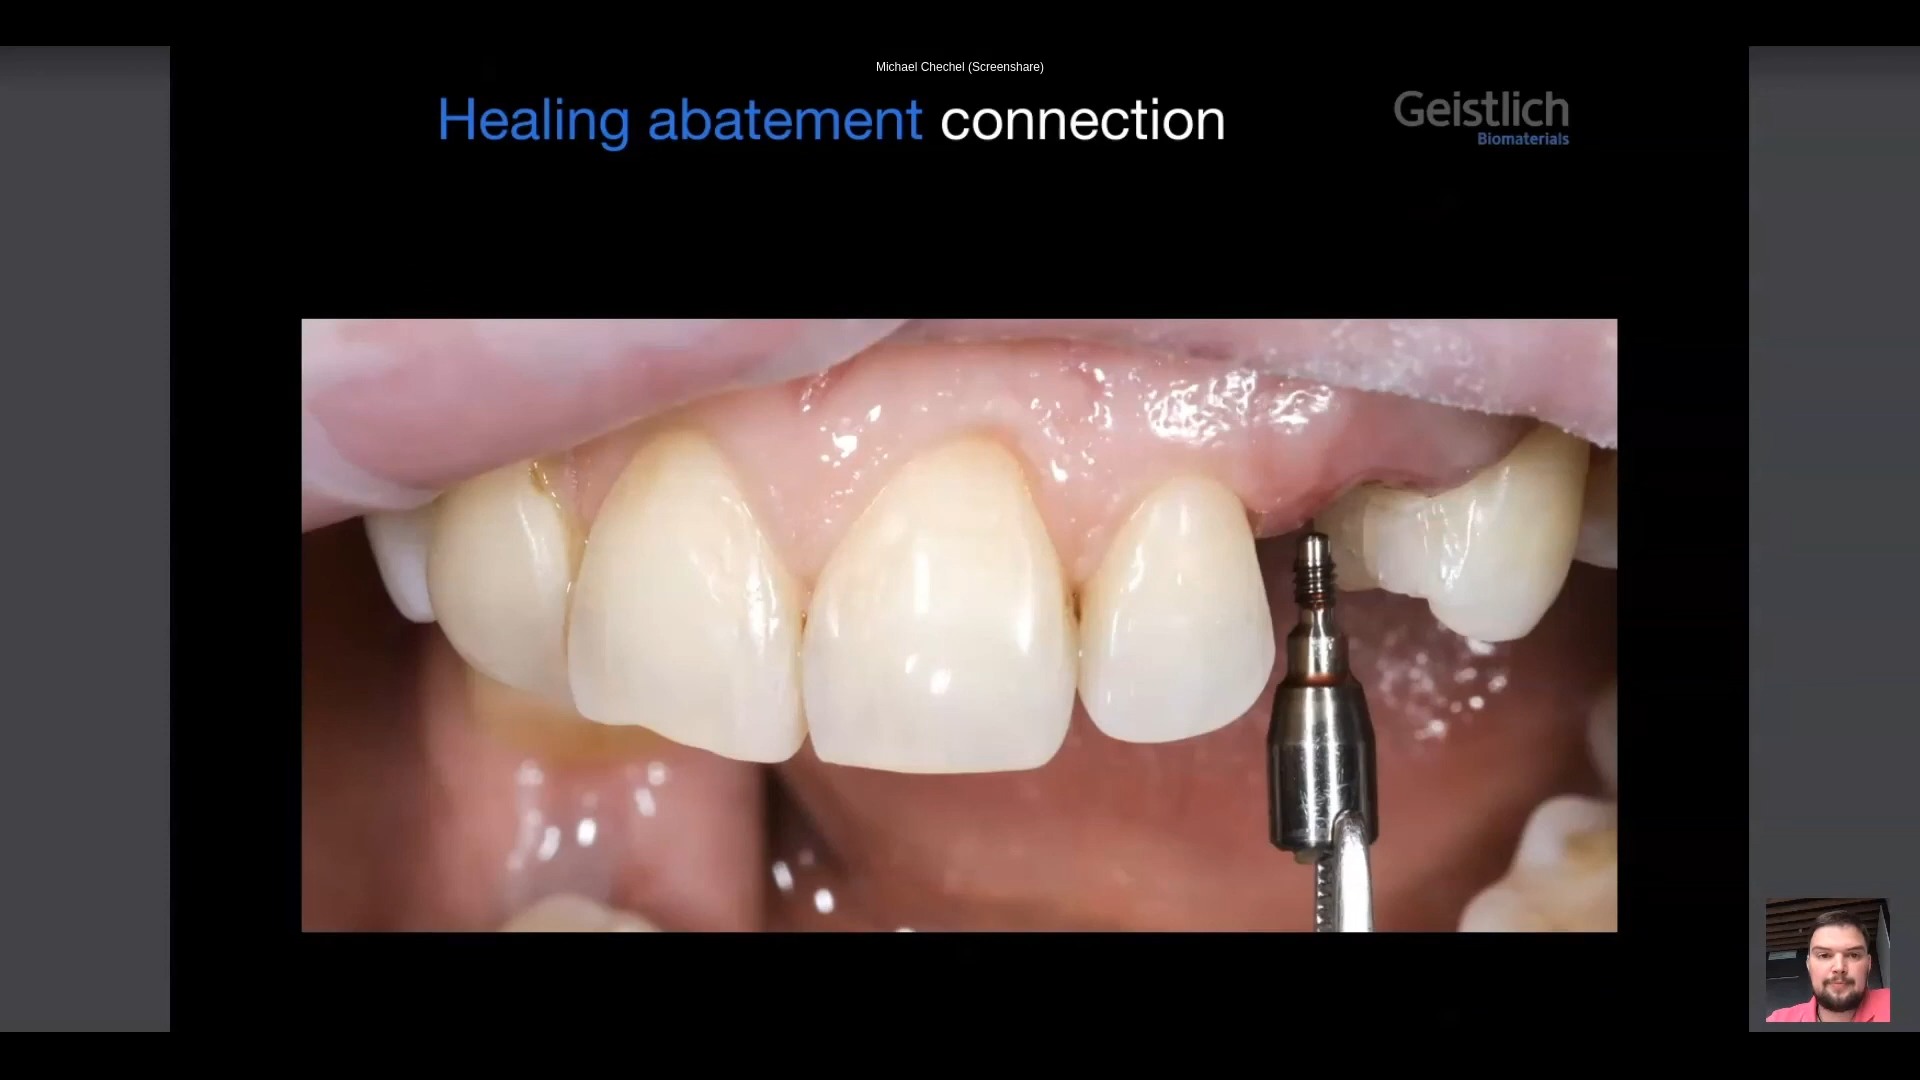 Michael Chechel (Screenshare)
Healing abatement connection
Geistlich
Biomaterials